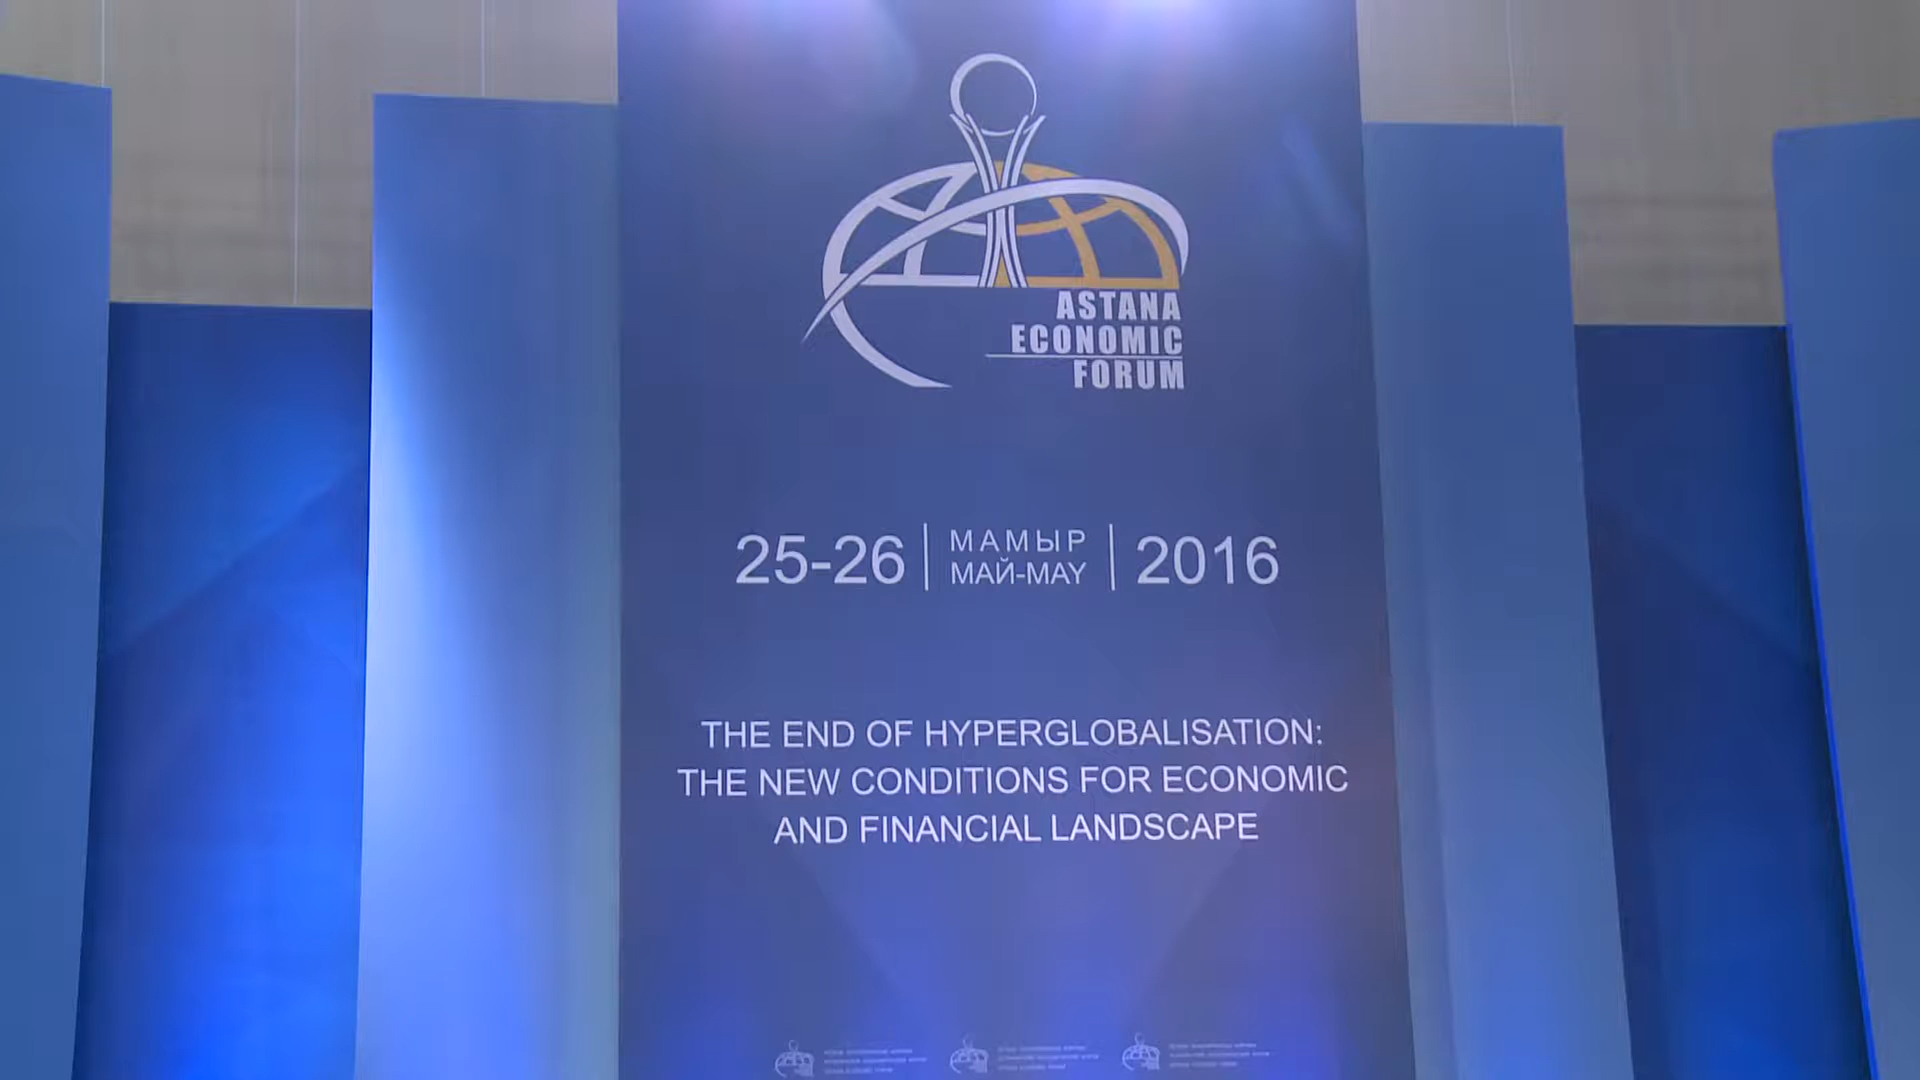 ASTANA
ECONOMIC
FORUM
25-26 | МАМЫР | 2016
МАЙ-MAY
THE END OF HYPERGLOBALISATION:
THE NEW CONDITIONS FOR ECONOMIC
AND FINANCIAL LANDSCAPE